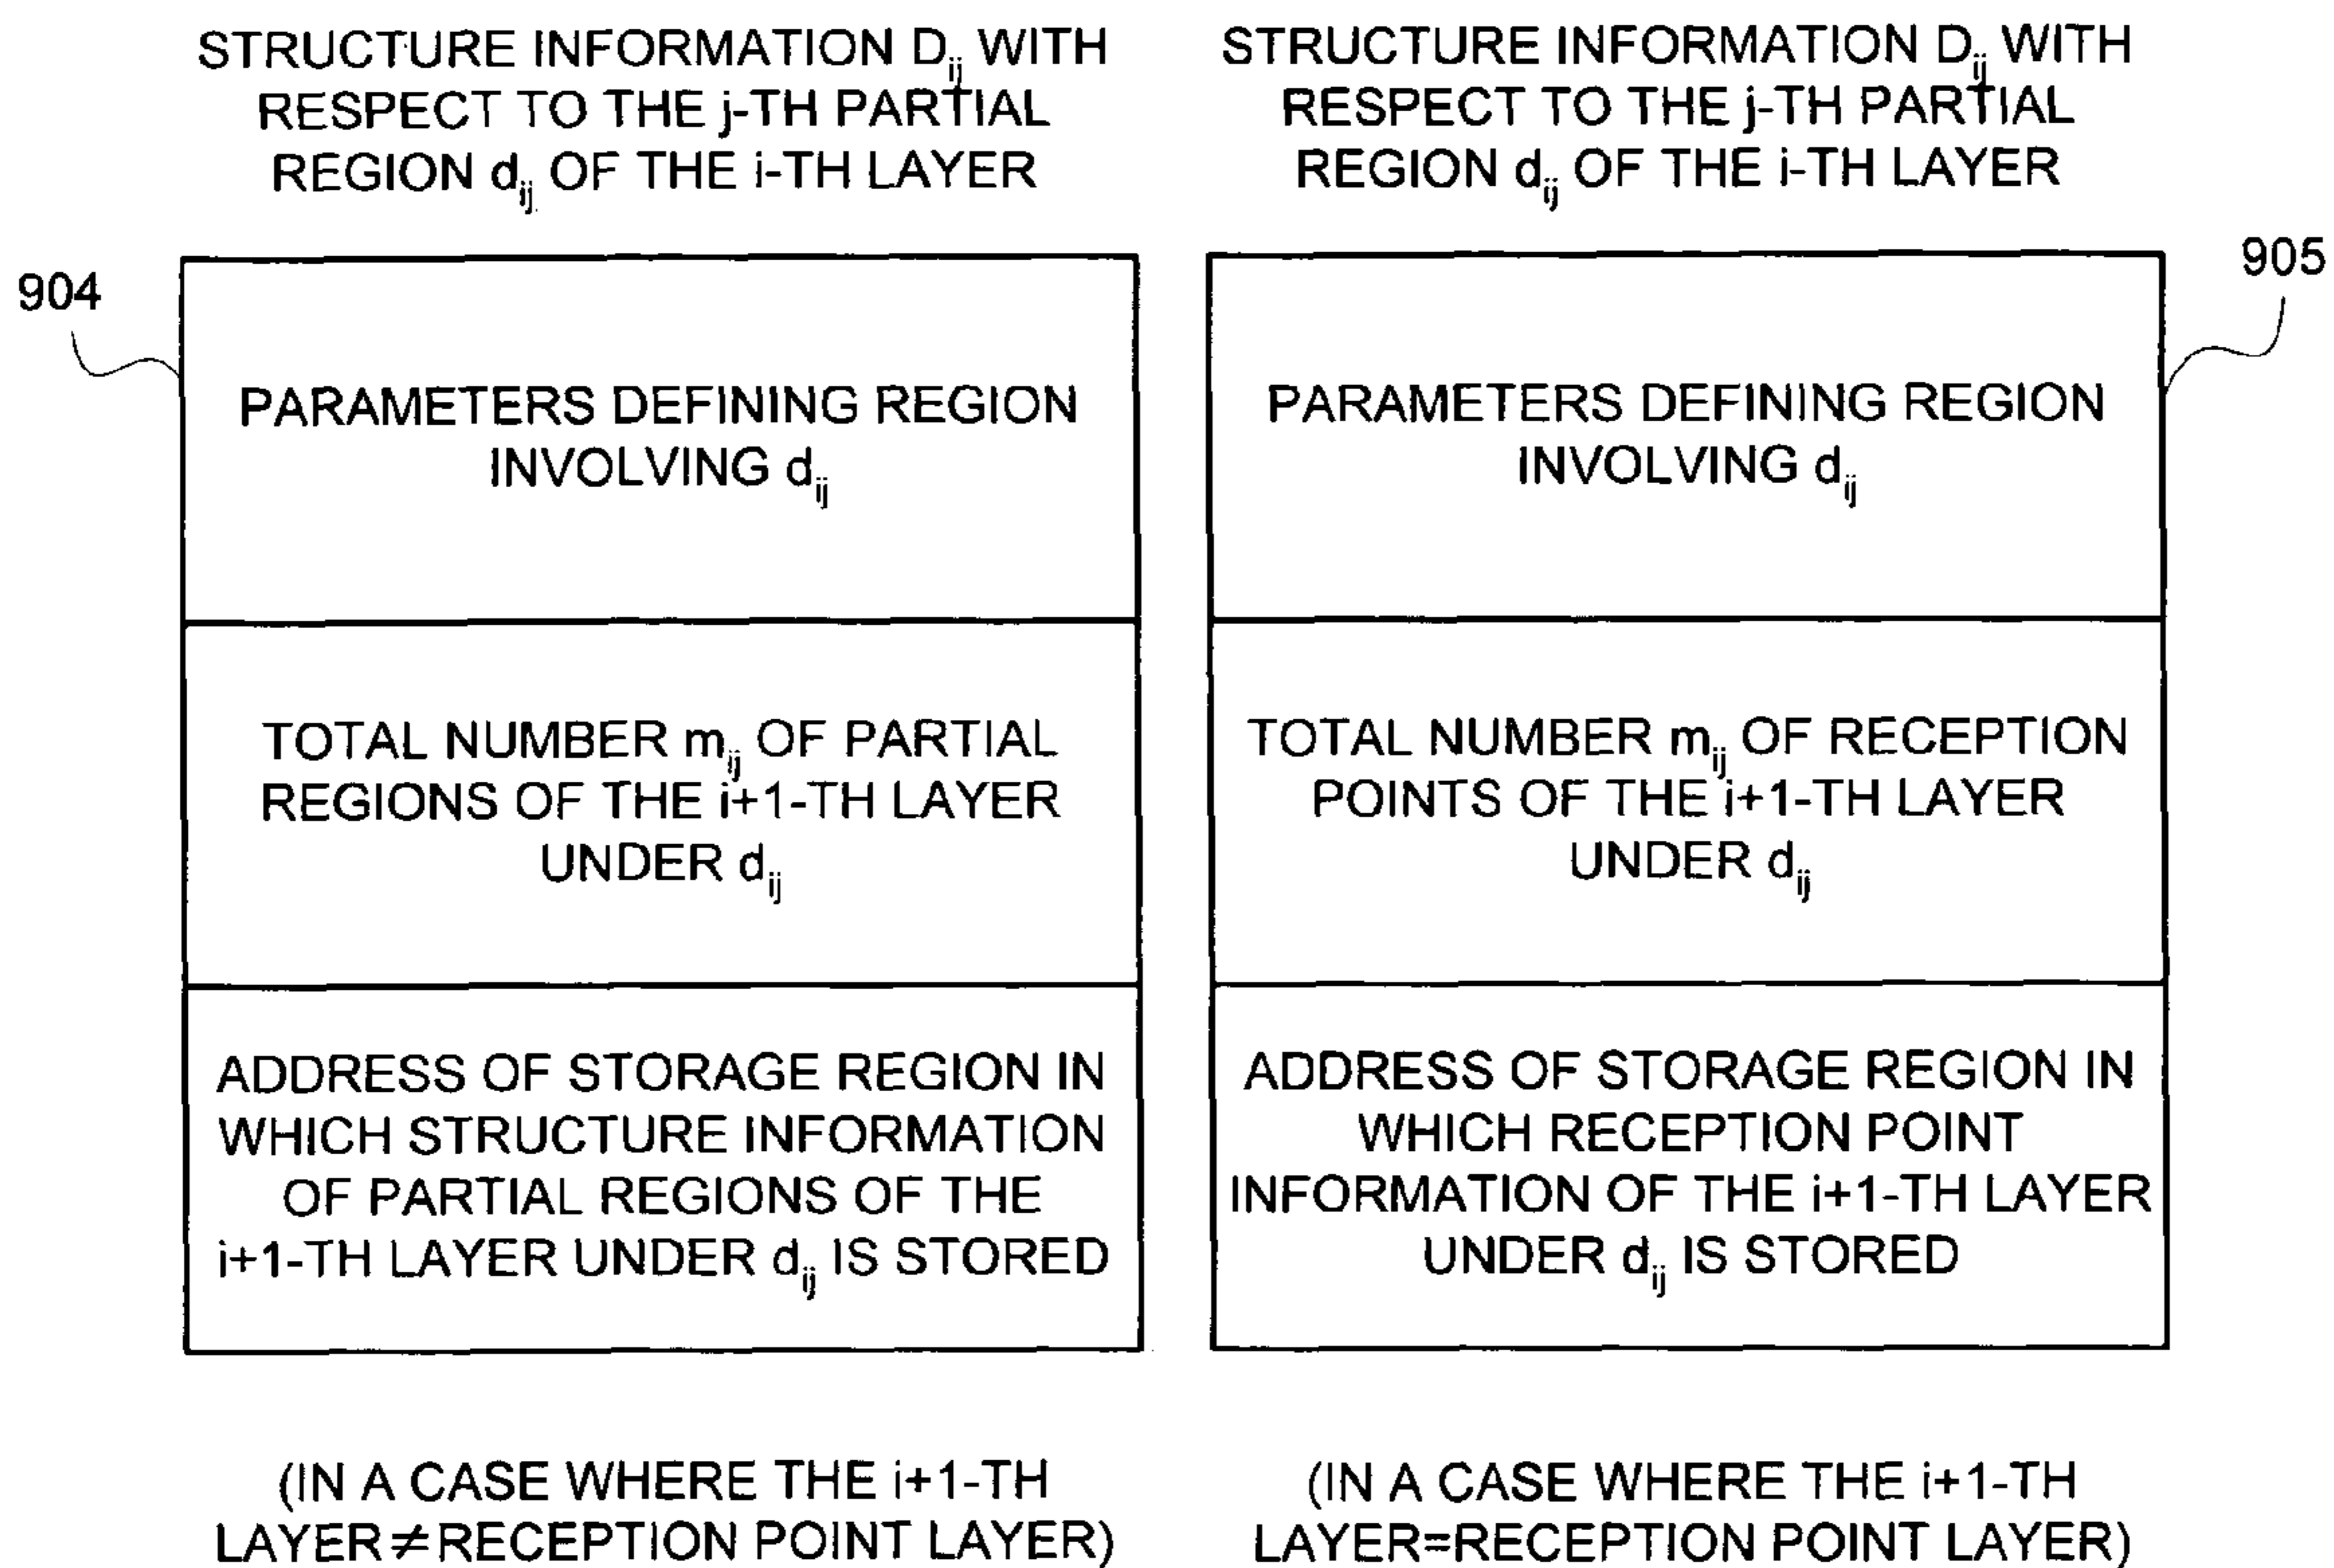 STRUCTURE INFORMATION Dij WITH
RESPECT TO THE j-TH PARTIAL
REGION dij OF THE i-TH LAYER
904
PARAMETERS DEFINING REGION
INVOLVING dij
TOTAL NUMBER mij OF PARTIAL
REGIONS OF THE i+1-TH LAYER
UNDER dij
ADDRESS OF STORAGE REGION IN
WHICH STRUCTURE INFORMATION
OF PARTIAL REGIONS OF THE
i+1-TH LAYER UNDER dij IS STORED
(IN A CASE WHERE THE i+1-TH
LAYER≠RECEPTION POINT LAYER)
STRUCTURE INFORMATION Dij WITH
RESPECT TO THE j-TH PARTIAL
REGION dij OF THE i-TH LAYER
905
PARAMETERS DEFINING REGION
INVOLVING dij
TOTAL NUMBER mij OF RECEPTION
POINTS OF THE i+1-TH LAYER
UNDER dij
ADDRESS OF STORAGE REGION IN
WHICH RECEPTION POINT
INFORMATION OF THE i+1-TH LAYER
UNDER dij IS STORED
(IN A CASE WHERE THE i+1-TH
LAYER=RECEPTION POINT LAYER)